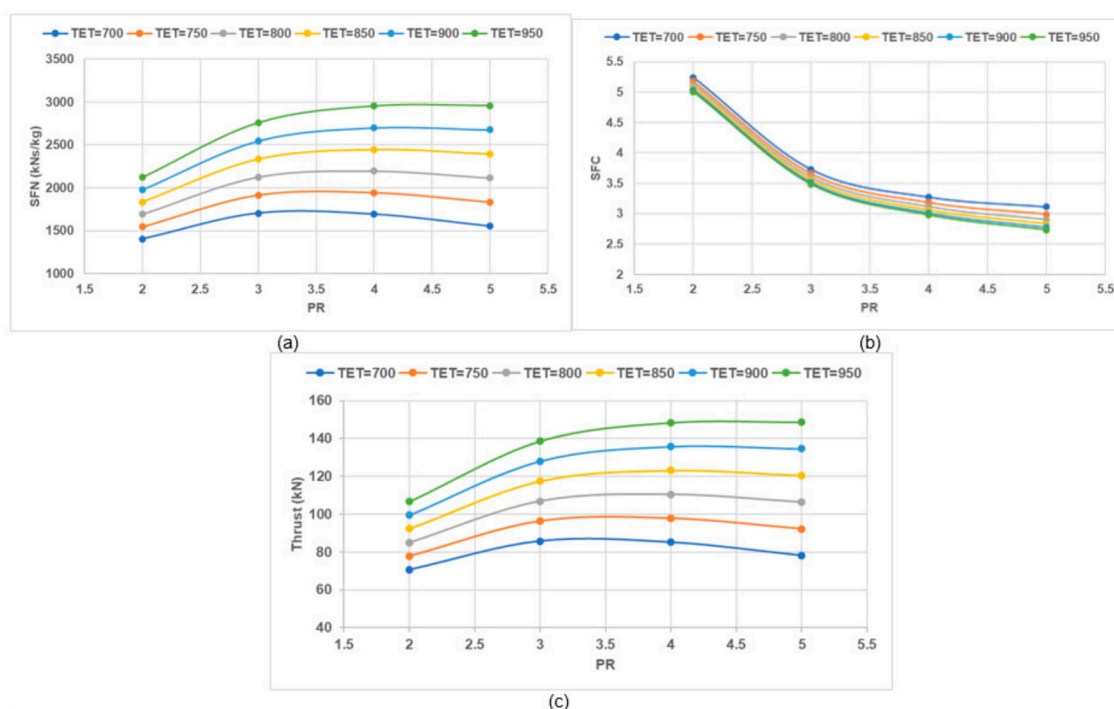 TET=700 TET=750 TET=800 TET=850 TET=900 TET=950
3500
3000
2500
2000
1500
1000
SFN (kNs/kg)
1.5 2 2.5 3 3.5 4 4.5 5 5.5
PR
(a)
TET=700 TET=750 TET=800 TET=850 TET=900 TET=950
5.5
5
4.5
4
3.5
3
2.5
2
SFC
1.5 2 2.5 3 3.5 4 4.5 5 5.5
PR
(b)
TET=700 TET=750 TET=800 TET=850 TET=900 TET=950
160
140
120
100
80
60
40
Thrust (kN)
1.5 2 2.5 3 3.5 4 4.5 5 5.5
PR
(c)